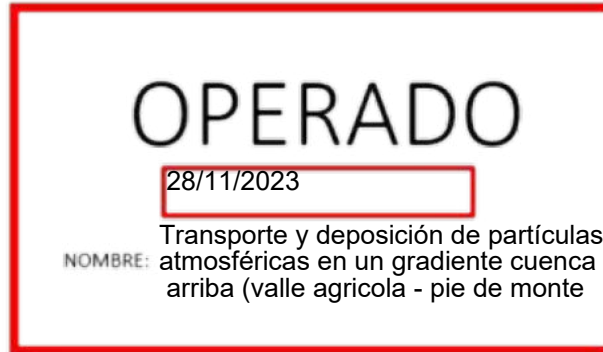 OPERADO
28/11/2023
Transporte y deposición de partículas
NOMBRE: atmosféricas en un gradiente cuenca
arriba (valle agricola - pie de monte